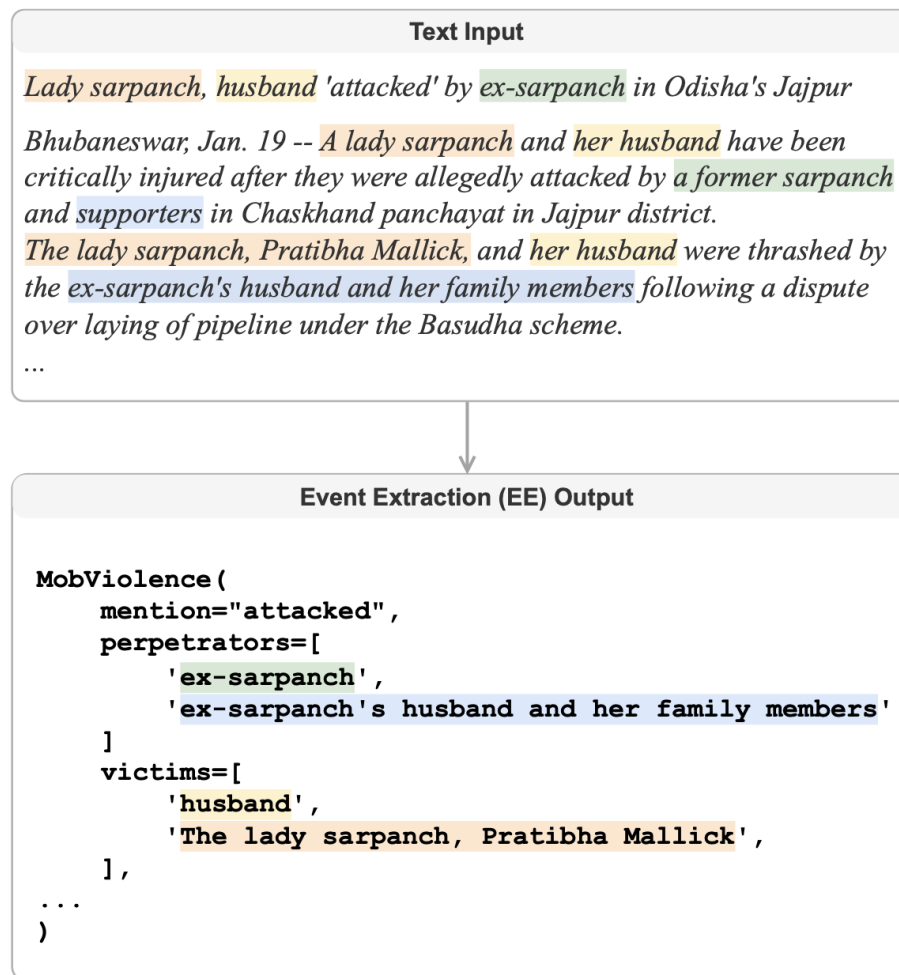 Text Input
Lady sarpanch, husband 'attacked' by ex-sarpanch in Odisha's Jajpur
Bhubaneswar, Jan. 19 -- A lady sarpanch and her husband have been
critically injured after they were allegedly attacked by a former sarpanch
and supporters in Chaskhand panchayat in Jajpur district.
The lady sarpanch, Pratibha Mallick, and her husband were thrashed by
the ex-sarpanch's husband and her family members following a dispute
over laying of pipeline under the Basudha scheme.
...
Event Extraction (EE) Output
MobViolence(
    mention="attacked",
    perpetrators=[
        'ex-sarpanch',
        'ex-sarpanch's husband and her family members'
    ]
    victims=[
        'husband',
        'The lady sarpanch, Pratibha Mallick',
    ],
...
)